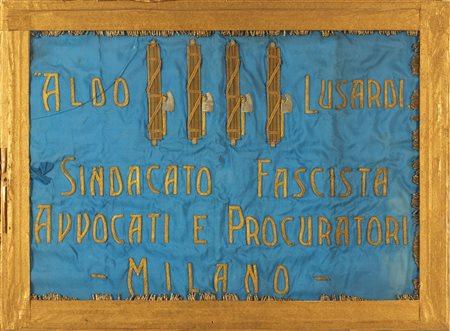 "ALDO LUSARDI
SINDACATO FASCISTA
AVVOCATI E PROCURATORI
- MILANO -